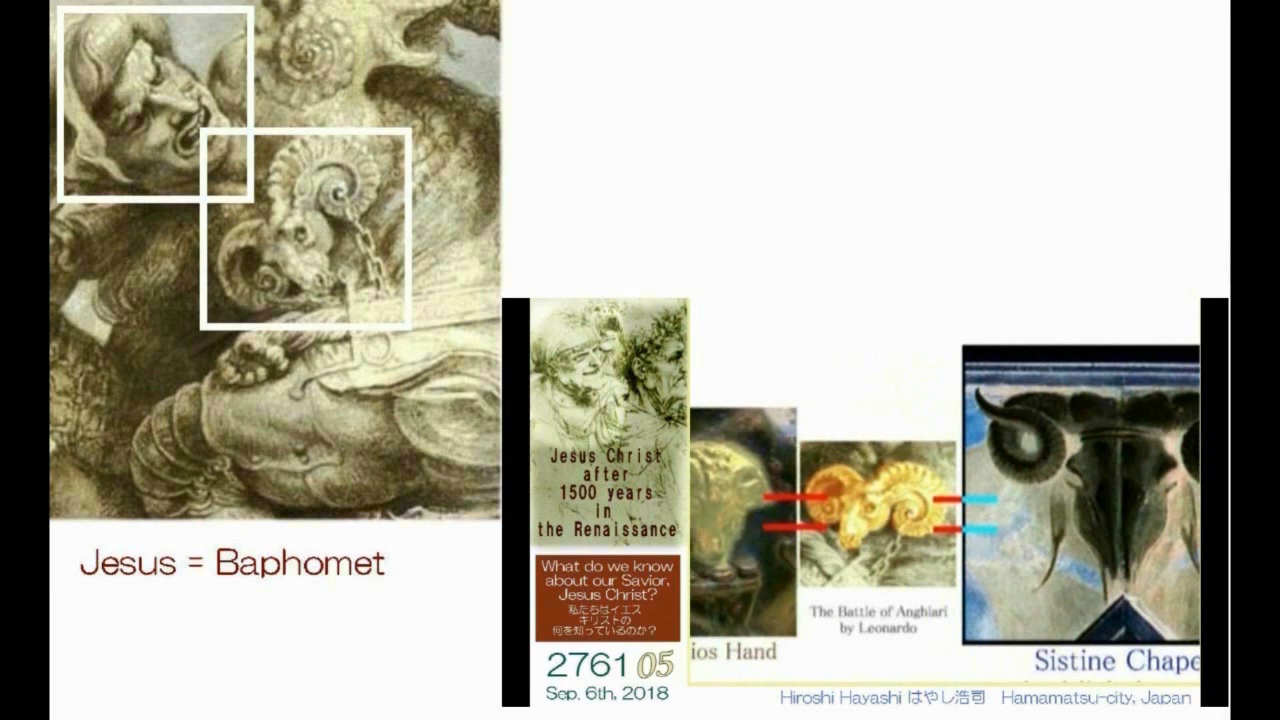 Jesus = Baphomet
Jesus Christ
after
1500 years
in
the Renaissance
What do we know
about our Savior,
Jesus Christ?
私たちはイエス
キリストの
何を知っているのか？
2761 05
Sep. 6th, 2018
ios Hand
The Battle of Anghiari
by Leonardo
Sistine Chape
Hiroshi Hayashi はやし浩司 Hamamatsu-city, Japan